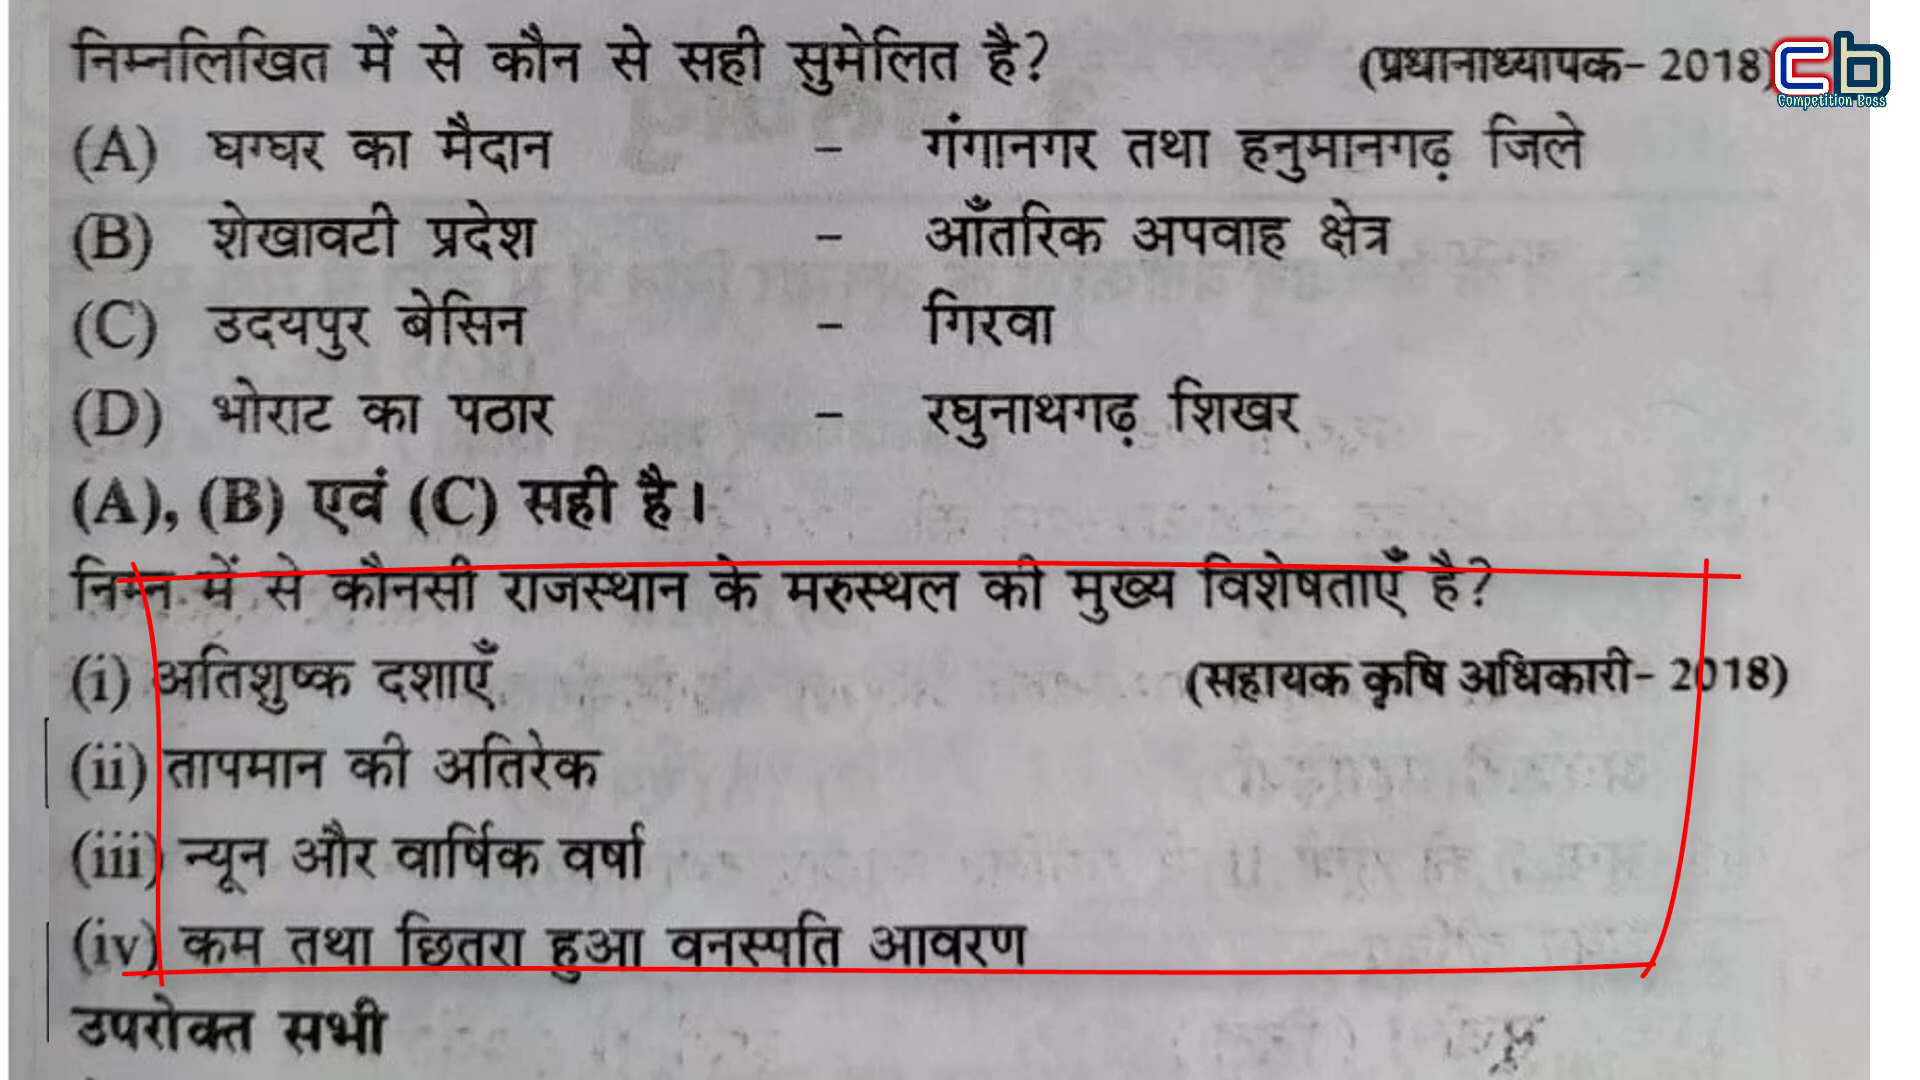 निम्नलिखित में से कौन से सही सुमेलित है? (प्रधानाध्यापक- 2018)
cb
Competition Boss
(A) घग्घर का मैदान - गंगानगर तथा हनुमानगढ़ जिले
(B) शेखावटी प्रदेश - आँतरिक अपवाह क्षेत्र
(C) उदयपुर बेसिन - गिरवा
(D) भोराट का पठार - रघुनाथगढ़ शिखर
(A), (B) एवं (C) सही है।
निम्न में से कौनसी राजस्थान के मरुस्थल की मुख्य विशेषताएँ है?
(i) अतिशुष्क दशाएँ (सहायक कृषि अधिकारी- 2018)
(ii) तापमान की अतिरेक
(iii) न्यून और वार्षिक वर्षा
(iv) कम तथा छितरा हुआ वनस्पति आवरण
उपरोक्त सभी